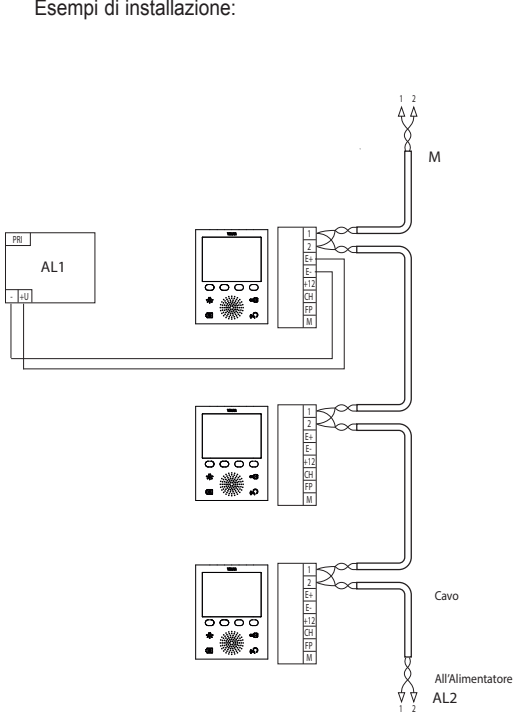 Esempi di installazione:
1 2
M
PRI
AL1
- +U
1
2
E+
E-
+12
CH
FP
M
1
2
E+
E-
+12
CH
FP
M
1
2
E+
E-
+12
CH
FP
M
Cavo
All'Alimentatore
AL2
1 2